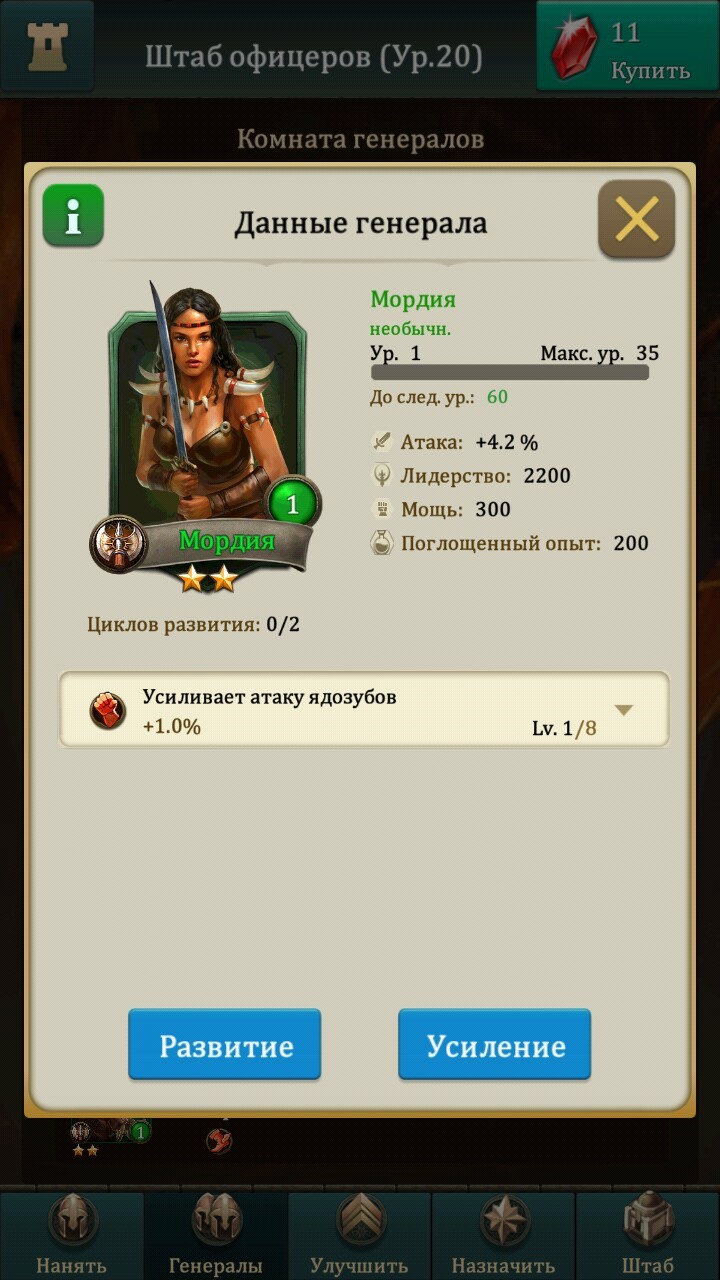 Штаб офицеров (Ур.20)
11
Купить
Комната генералов
i
Данные генерала
Мордия
необычн.
Ур. 1 Макс. ур. 35
До след. ур.: 60
Атака: +4.2 %
Лидерство: 2200
Мощь: 300
Поглощенный опыт: 200
1
Мордия
Циклов развития: 0/2
Усиливает атаку ядозубов
+1.0%
Lv. 1/8
Развитие
Усиление
1
Нанять
Генералы
Улучшить
Назначить
Штаб